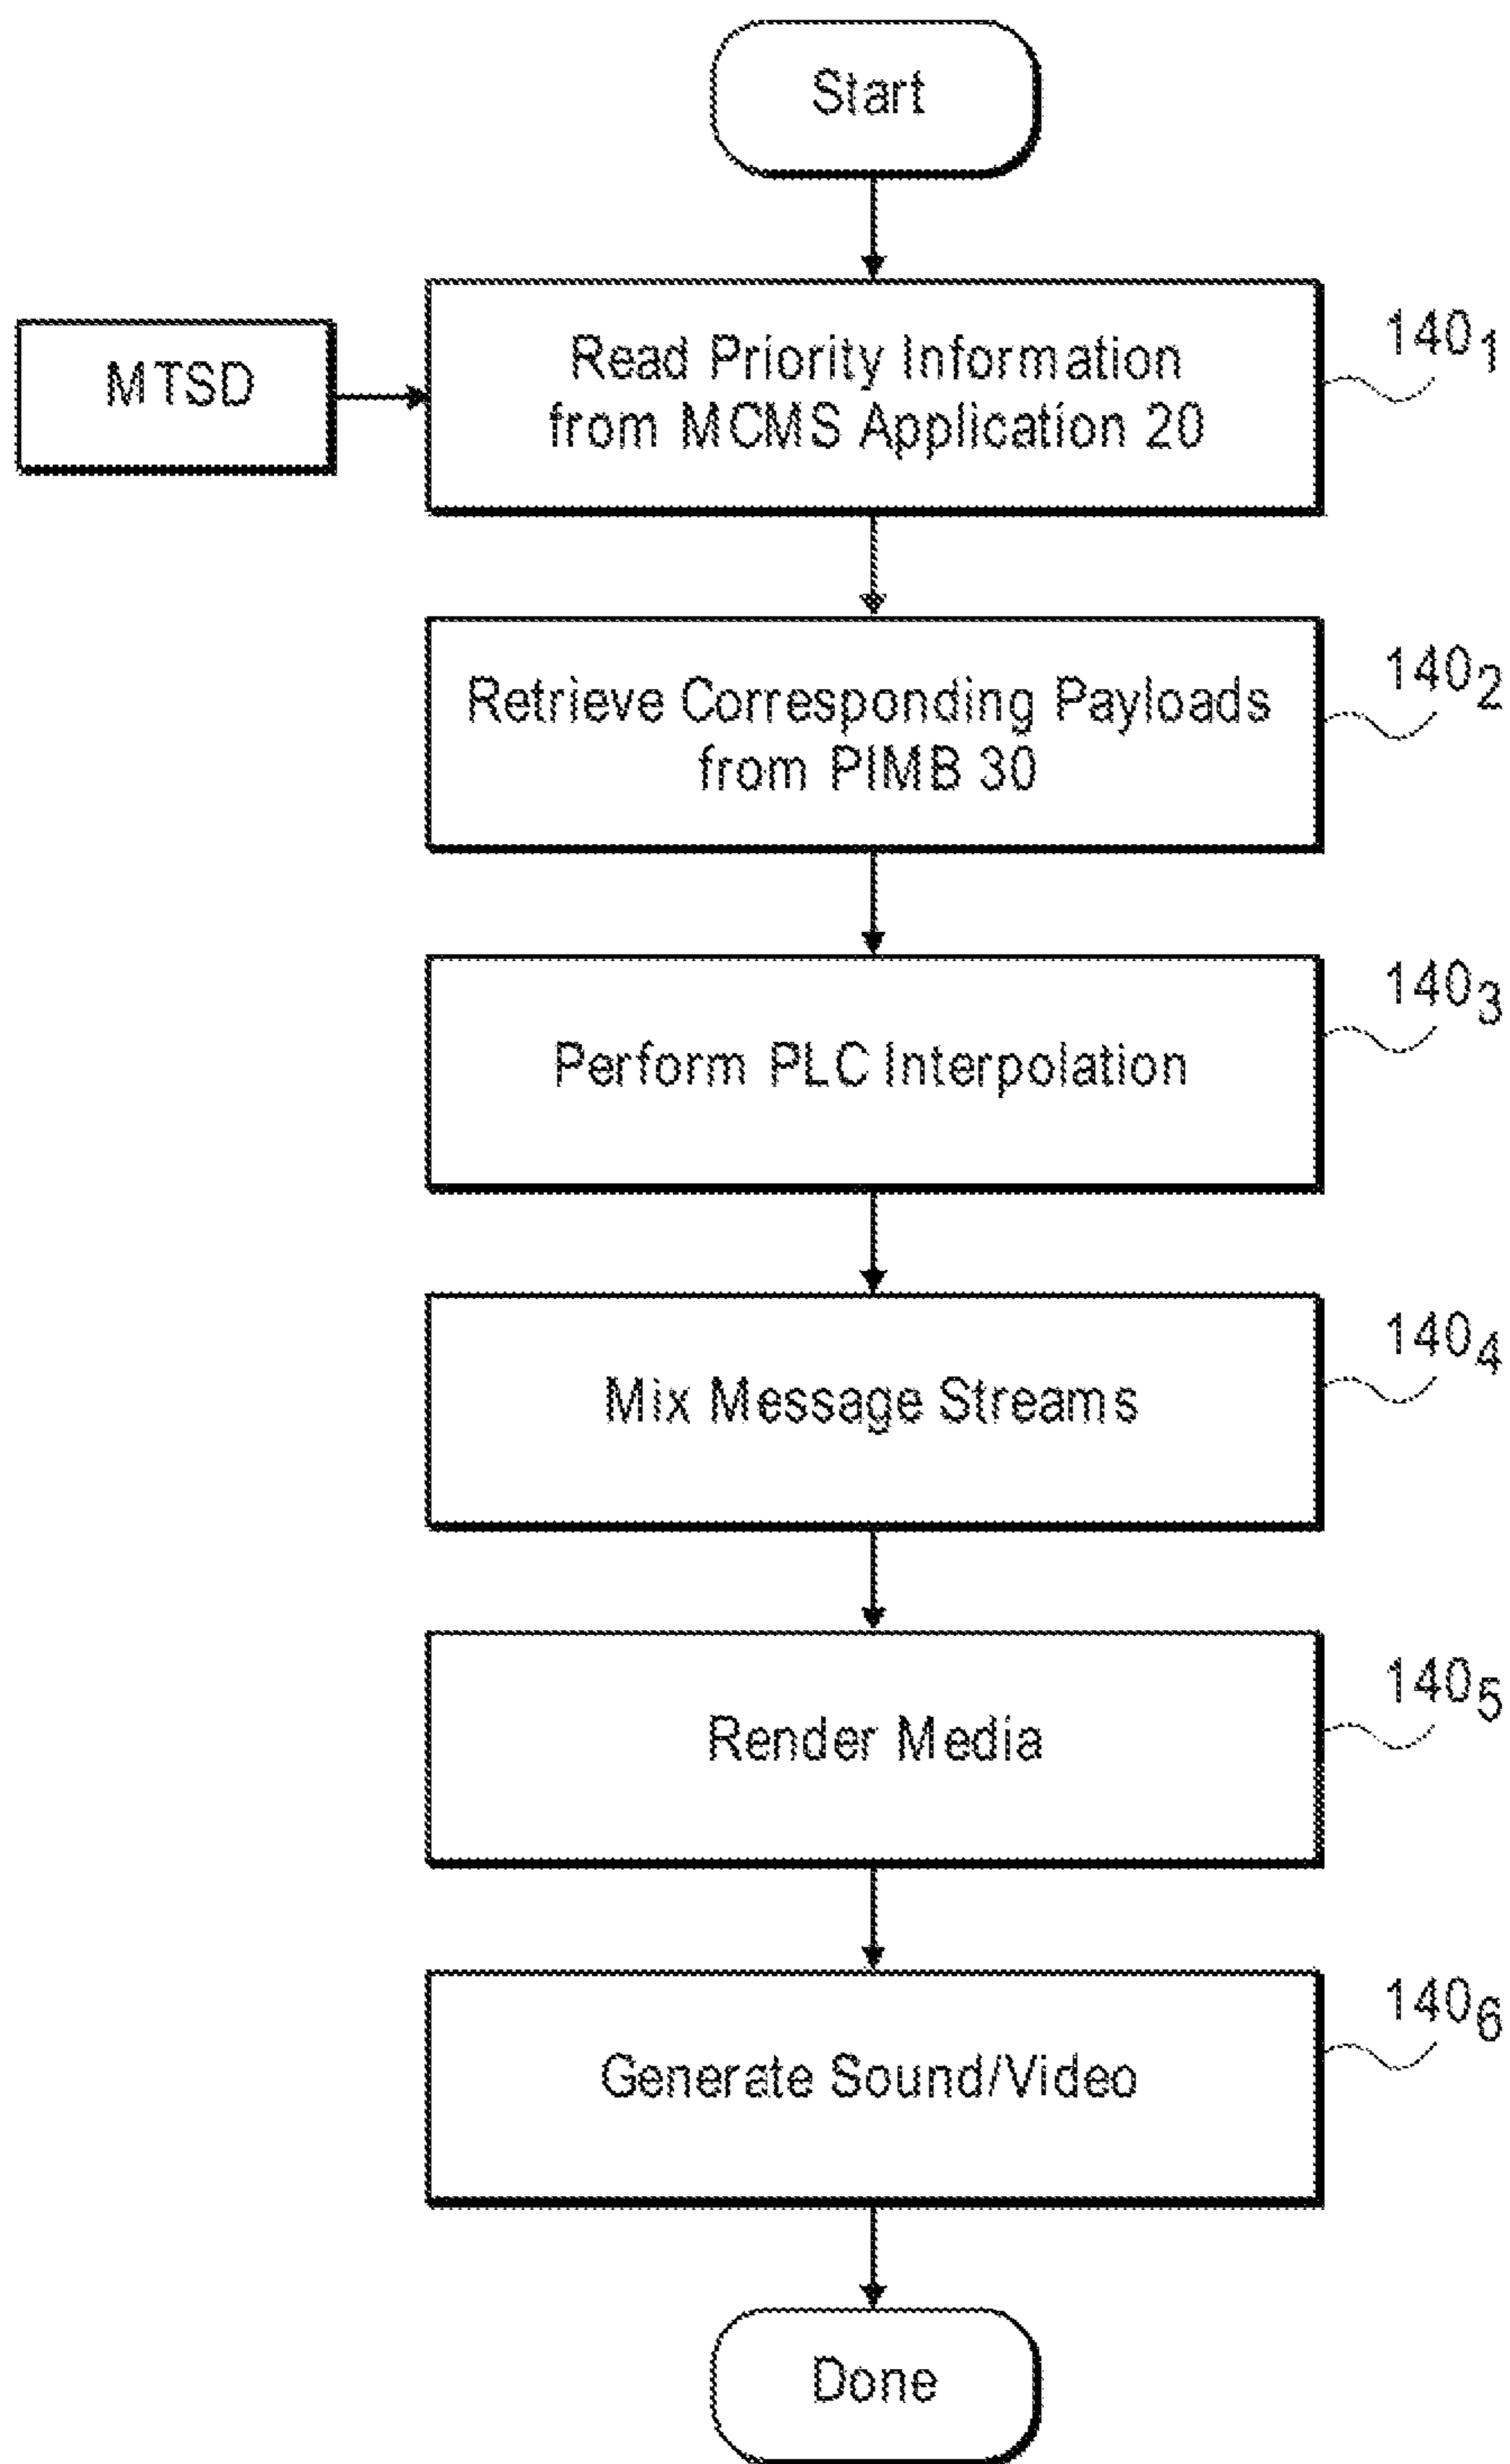 Start
MTSD
Read Priority Information
from MCMS Application 20
140₁
Retrieve Corresponding Payloads
from PIMB 30
140₂
Perform PLC Interpolation
140₃
Mix Message Streams
140₄
Render Media
140₅
Generate Sound/Video
140₆
Done